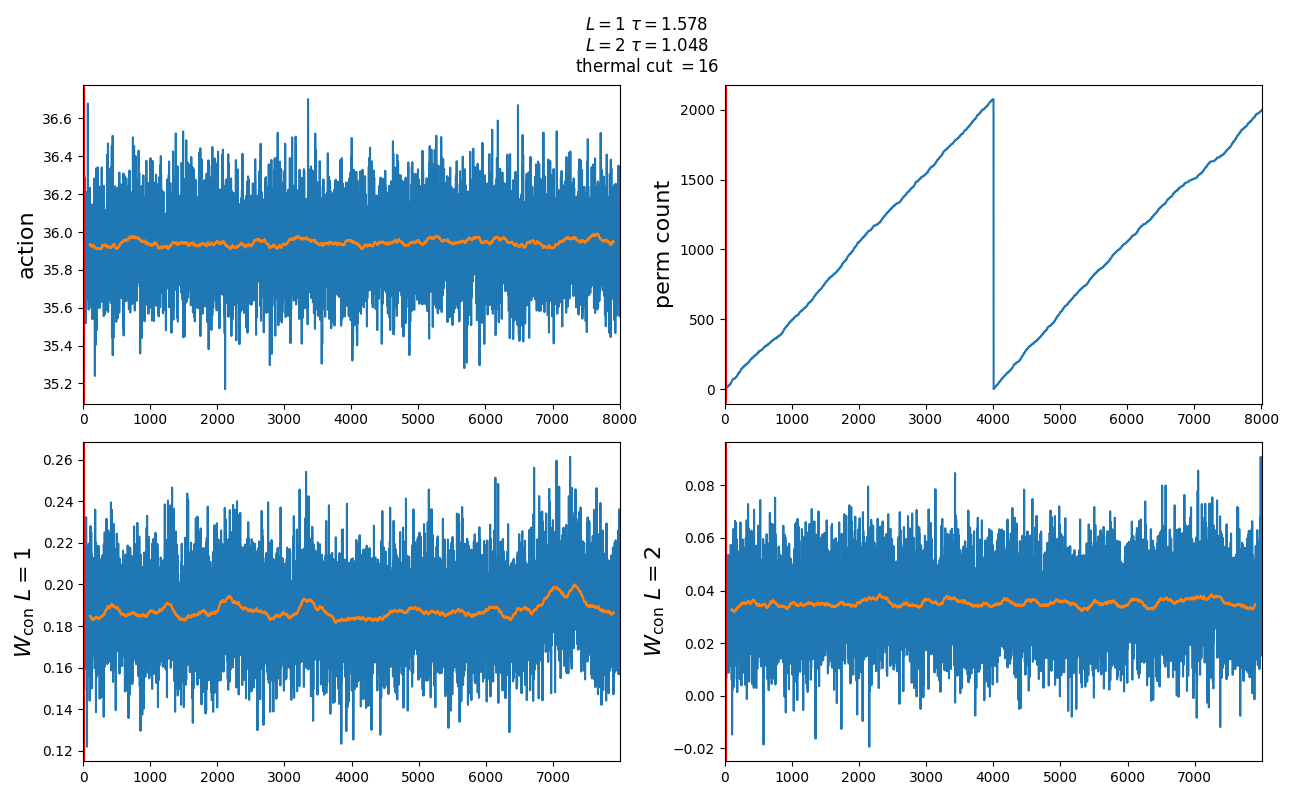 L = 1 τ = 1.578
L = 2 τ = 1.048
thermal cut = 16
action
36.6
36.4
36.2
36.0
35.8
35.6
35.4
35.2
0 1000 2000 3000 4000 5000 6000 7000 8000
perm count
2000
1500
1000
500
0
0 1000 2000 3000 4000 5000 6000 7000 8000
W_con L = 1
0.26
0.24
0.22
0.20
0.18
0.16
0.14
0.12
0 1000 2000 3000 4000 5000 6000 7000
W_con L = 2
0.08
0.06
0.04
0.02
0.00
−0.02
0 1000 2000 3000 4000 5000 6000 7000